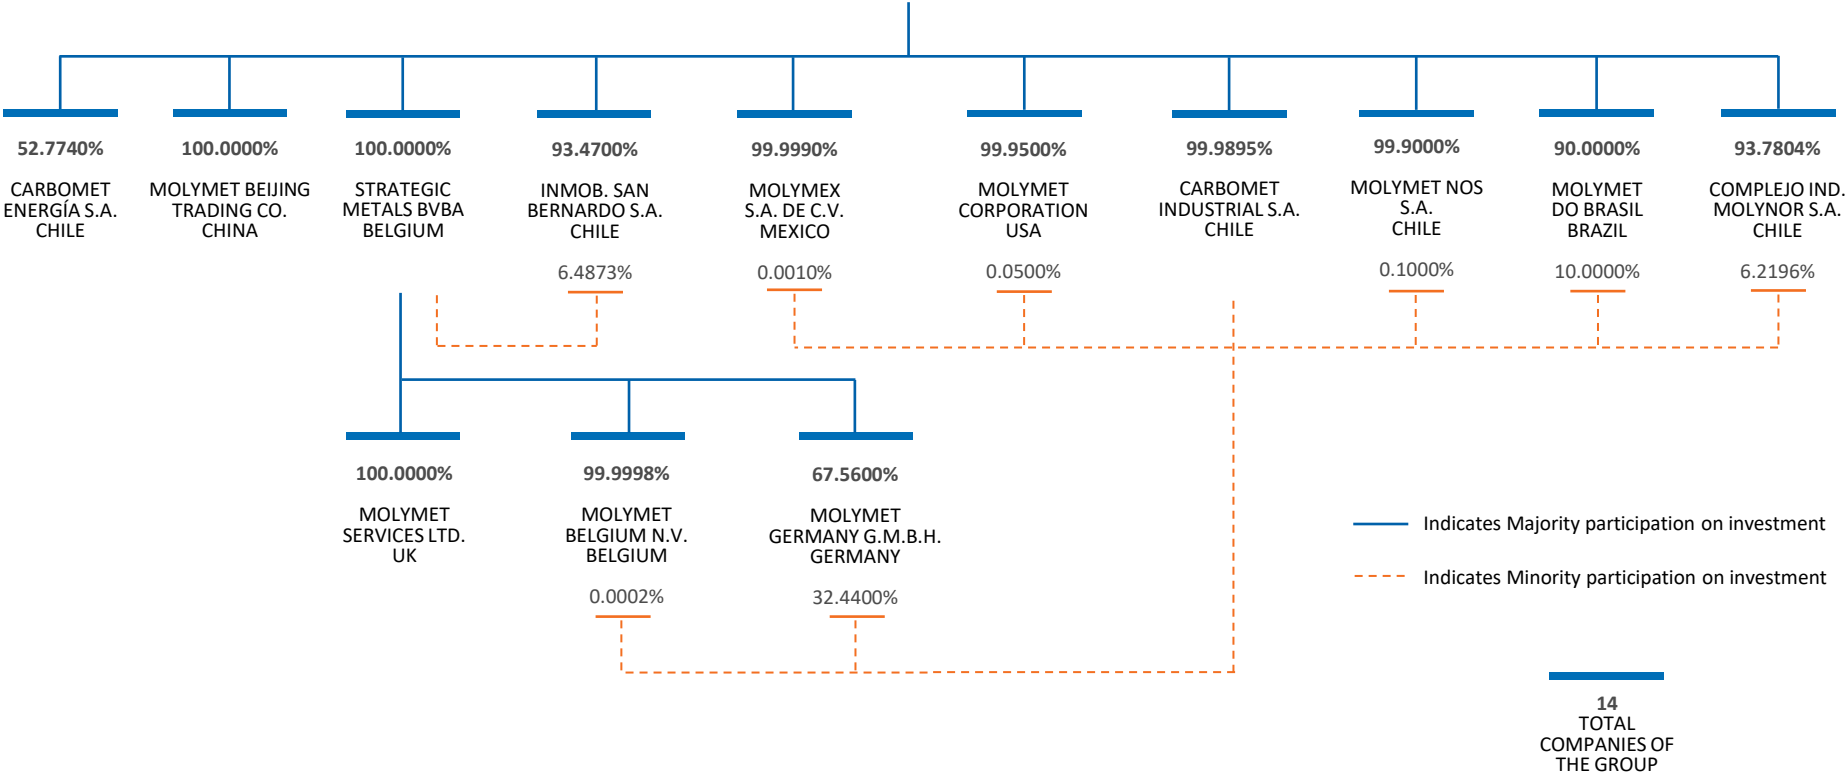 52.7740%
CARBOMET
ENERGÍA S.A.
CHILE
100.0000%
MOLYMET BEIJING
TRADING CO.
CHINA
100.0000%
STRATEGIC
METALS BVBA
BELGIUM
93.4700%
INMOB. SAN
BERNARDO S.A.
CHILE
6.4873%
99.9990%
MOLYMEX
S.A. DE C.V.
MEXICO
0.0010%
99.9500%
MOLYMET
CORPORATION
USA
0.0500%
99.9895%
CARBOMET
INDUSTRIAL S.A.
CHILE
99.9000%
MOLYMET NOS
S.A.
CHILE
0.1000%
90.0000%
MOLYMET
DO BRASIL
BRAZIL
10.0000%
93.7804%
COMPLEJO IND.
MOLYNOR S.A.
CHILE
6.2196%
100.0000%
MOLYMET
SERVICES LTD.
UK
99.9998%
MOLYMET
BELGIUM N.V.
BELGIUM
0.0002%
67.5600%
MOLYMET
GERMANY G.M.B.H.
GERMANY
32.4400%
Indicates Majority participation on investment
Indicates Minority participation on investment
14
TOTAL
COMPANIES OF
THE GROUP